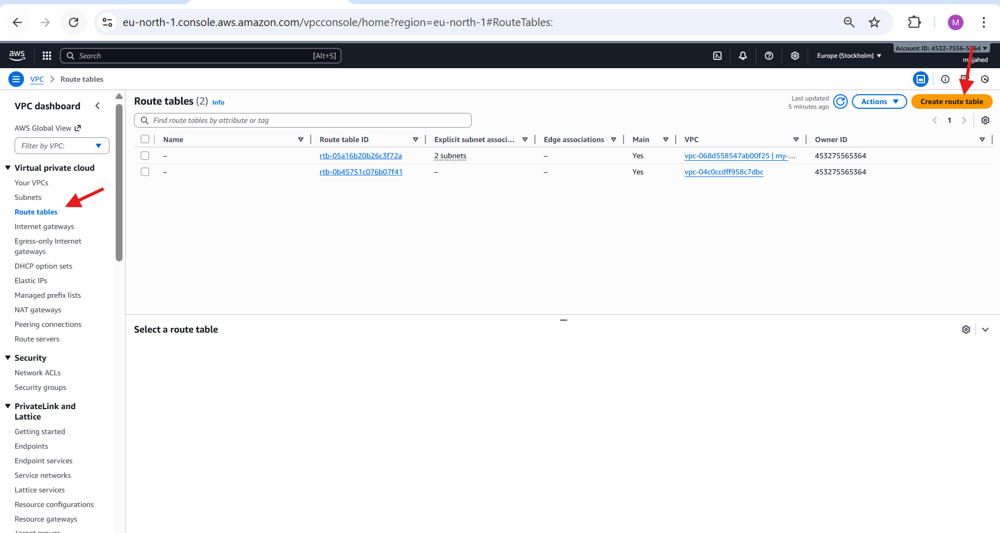 eu-north-1.console.aws.amazon.com/vpcconsole/home?region=eu-north-1#RouteTables:
M
aws
Search
[Alt+S]
Europe (Stockholm)
Account ID: 4532-7556-5364
mujahed
VPC
Route tables
VPC dashboard
AWS Global View
Filter by VPC:
Virtual private cloud
Your VPCs
Subnets
Route tables
Internet gateways
Egress-only Internet
gateways
DHCP option sets
Elastic IPs
Managed prefix lists
NAT gateways
Peering connections
Route servers
Security
Network ACLs
Security groups
PrivateLink and
Lattice
Getting started
Endpoints
Endpoint services
Service networks
Lattice services
Resource configurations
Resource gateways
Target groups
Route tables (2) Info
Last updated
5 minutes ago
Actions
Create route table
Find route tables by attribute or tag
1
Name Route table ID Explicit subnet associ... Edge associations Main VPC Owner ID
– rtb-05a16b20b26c3f72a 2 subnets – Yes vpc-068d558547ab00f25 | my-... 453275565364
– rtb-0b45751c076b07f41 – – Yes vpc-04c0ccdff958c7dbc 453275565364
Select a route table